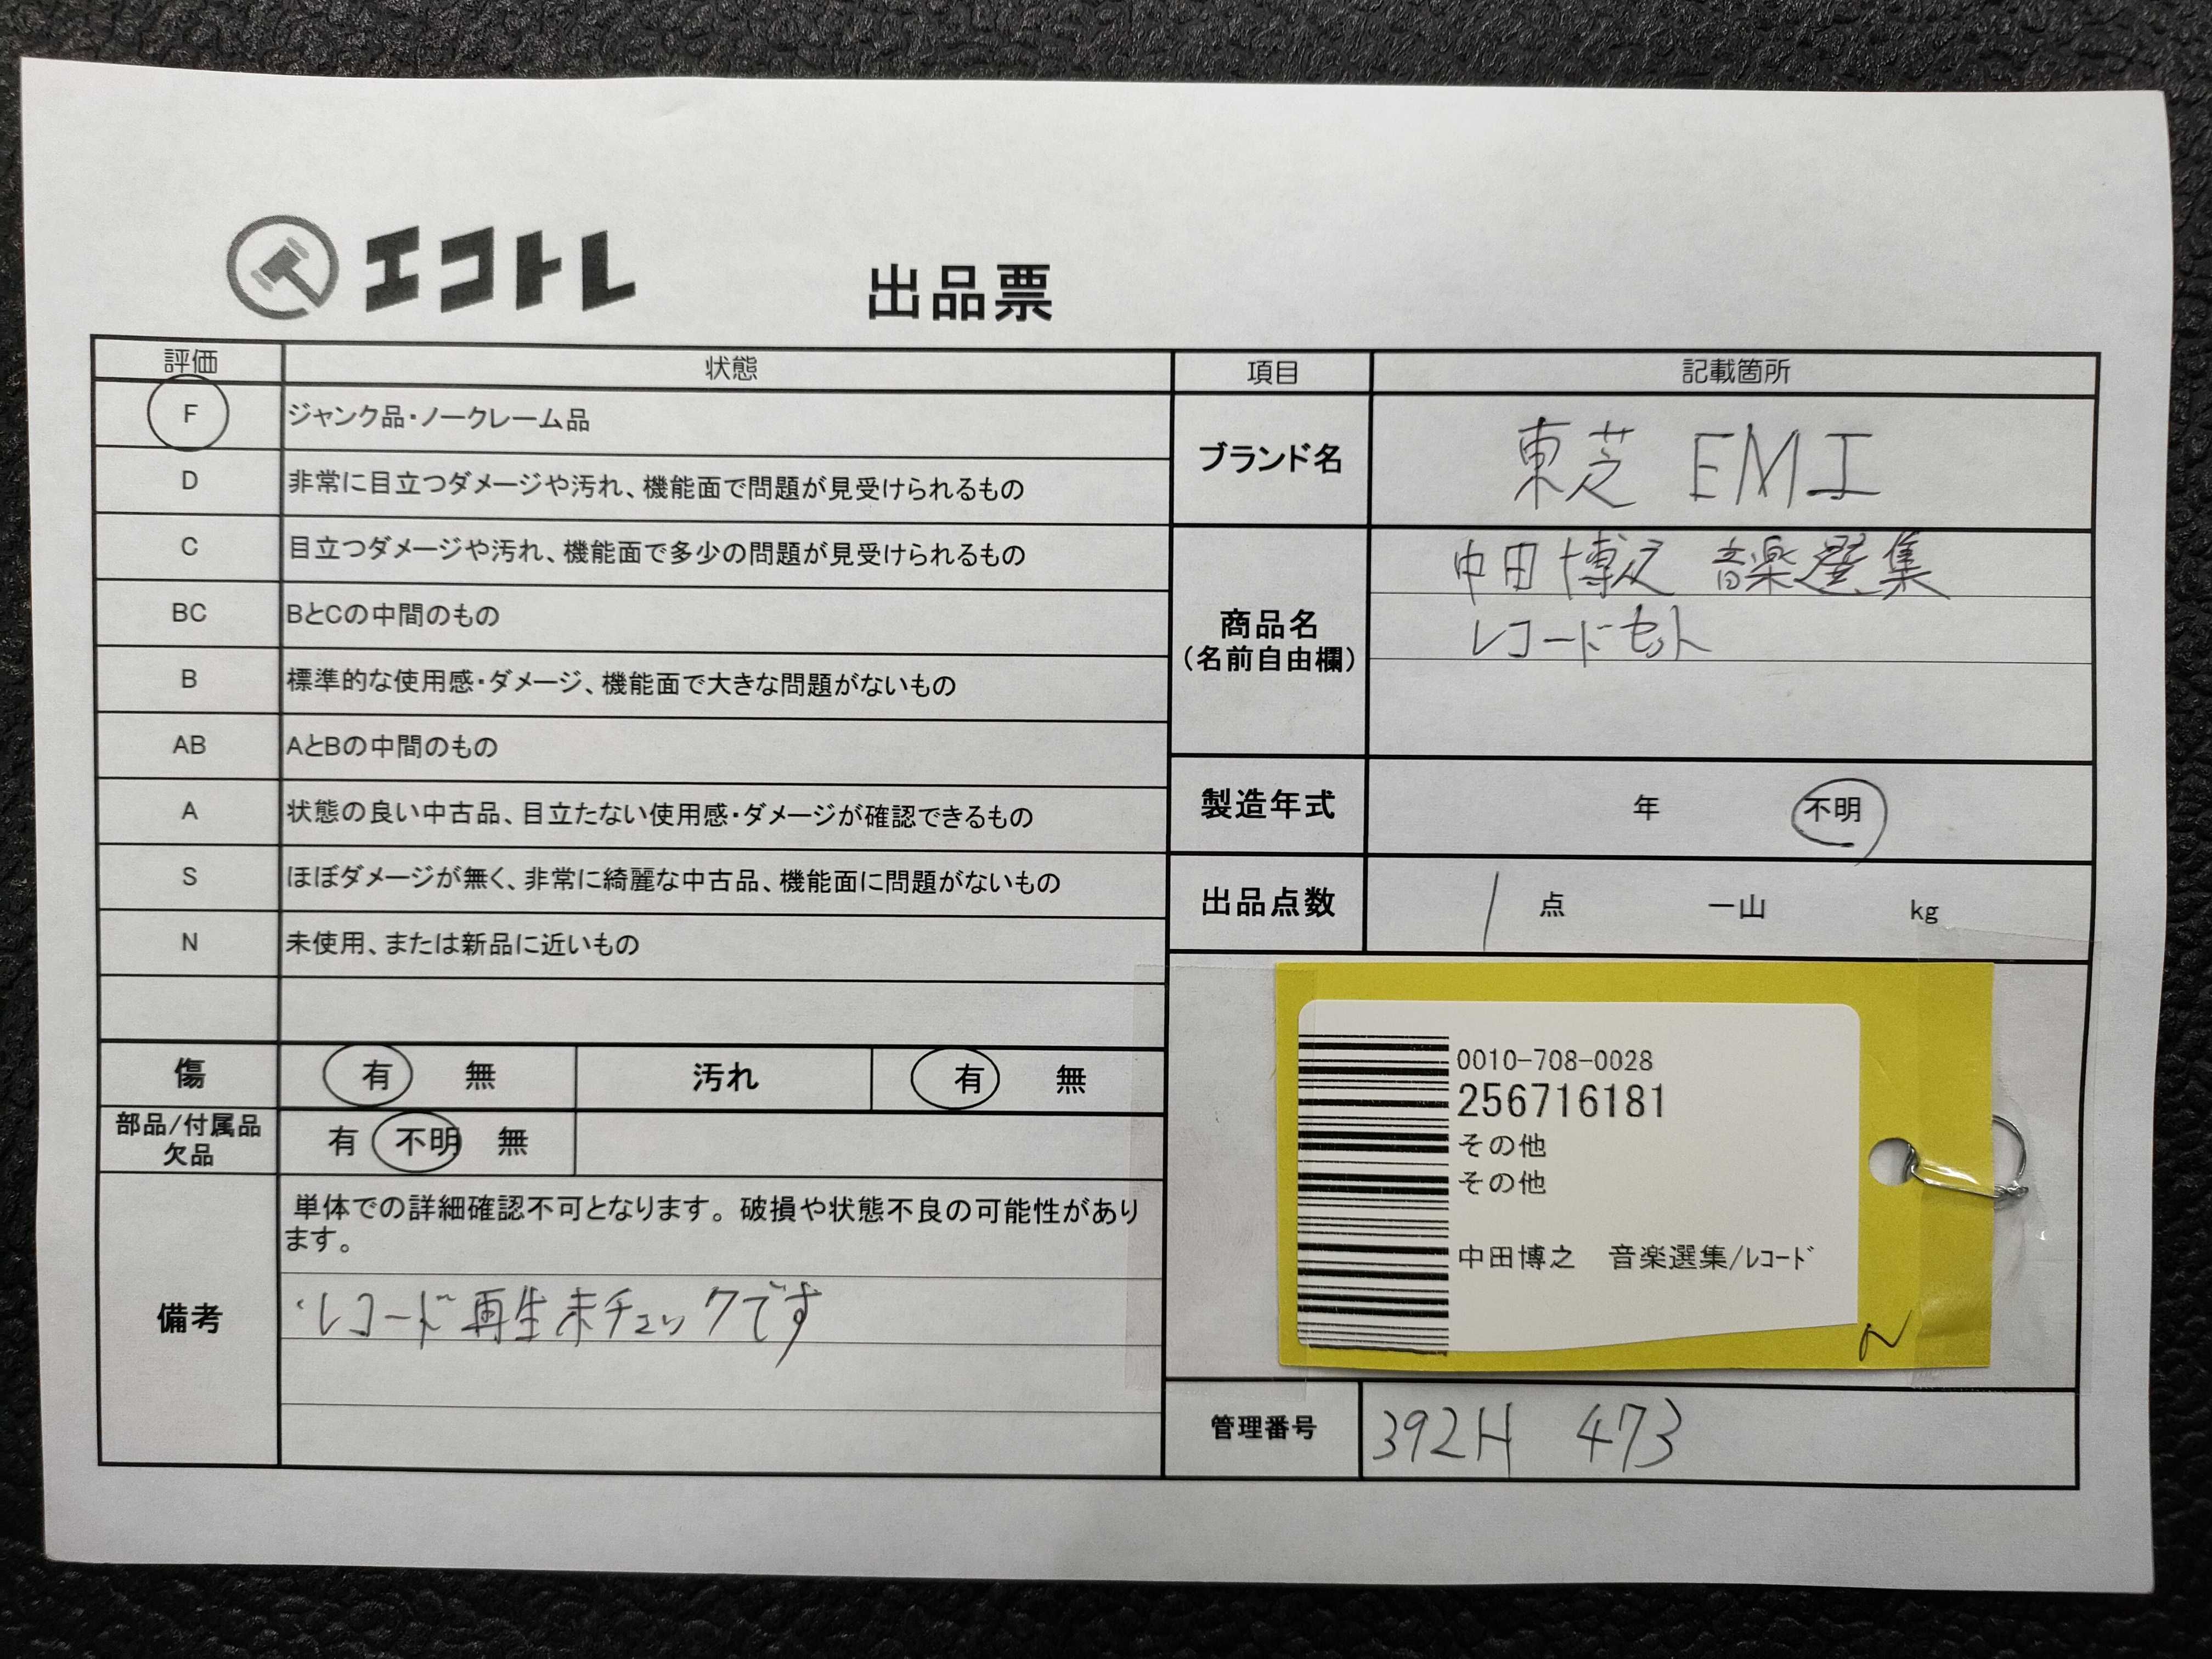 エコトレ
出品票
評価 状態
F ジャンク品・ノークレーム品
D 非常に目立つダメージや汚れ、機能面で問題が見受けられるもの
C 目立つダメージや汚れ、機能面で多少の問題が見受けられるもの
BC BとCの中間のもの
B 標準的な使用感・ダメージ、機能面で大きな問題がないもの
AB AとBの中間のもの
A 状態の良い中古品、目立たない使用感・ダメージが確認できるもの
S ほぼダメージが無く、非常に綺麗な中古品、機能面に問題がないもの
N 未使用、または新品に近いもの
傷 有 無 汚れ 有 無
部品/付属品
欠品
有 不明 無
備考
単体での詳細確認不可となります。破損や状態不良の可能性があり
ます。
・レコード再生未チェックです
項目 記載箇所
ブランド名 東芝 EMI
商品名
(名前自由欄)
中田博之 音楽選集
レコードセット
製造年式 年 不明
出品点数 1 点 一山 kg
0010-708-0028
256716181
その他
その他
中田博之 音楽選集/ﾚｺｰﾄﾞ
N
管理番号 392H 473